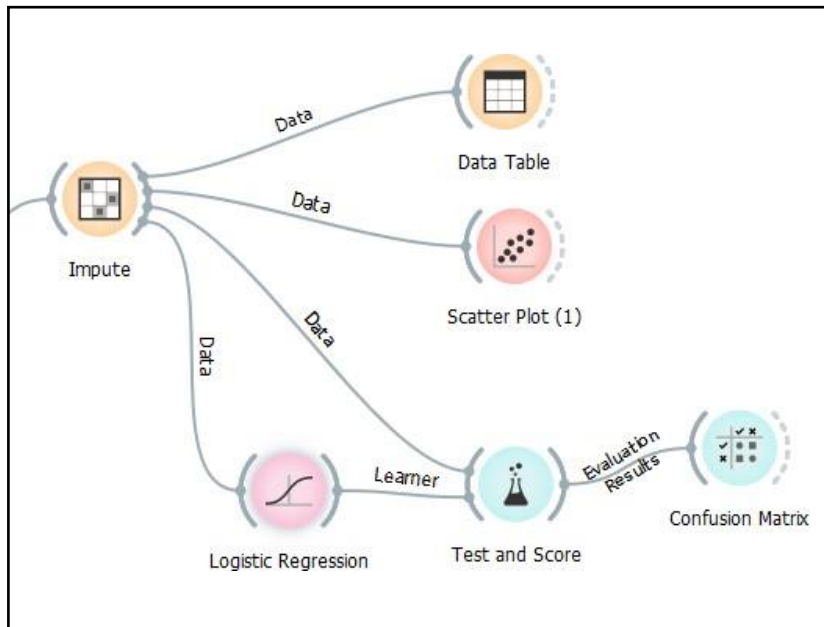 Data
Data Table
Data
Impute
Scatter Plot (1)
Data
Data
Learner
Evaluation
Results
Logistic Regression
Test and Score
Confusion Matrix